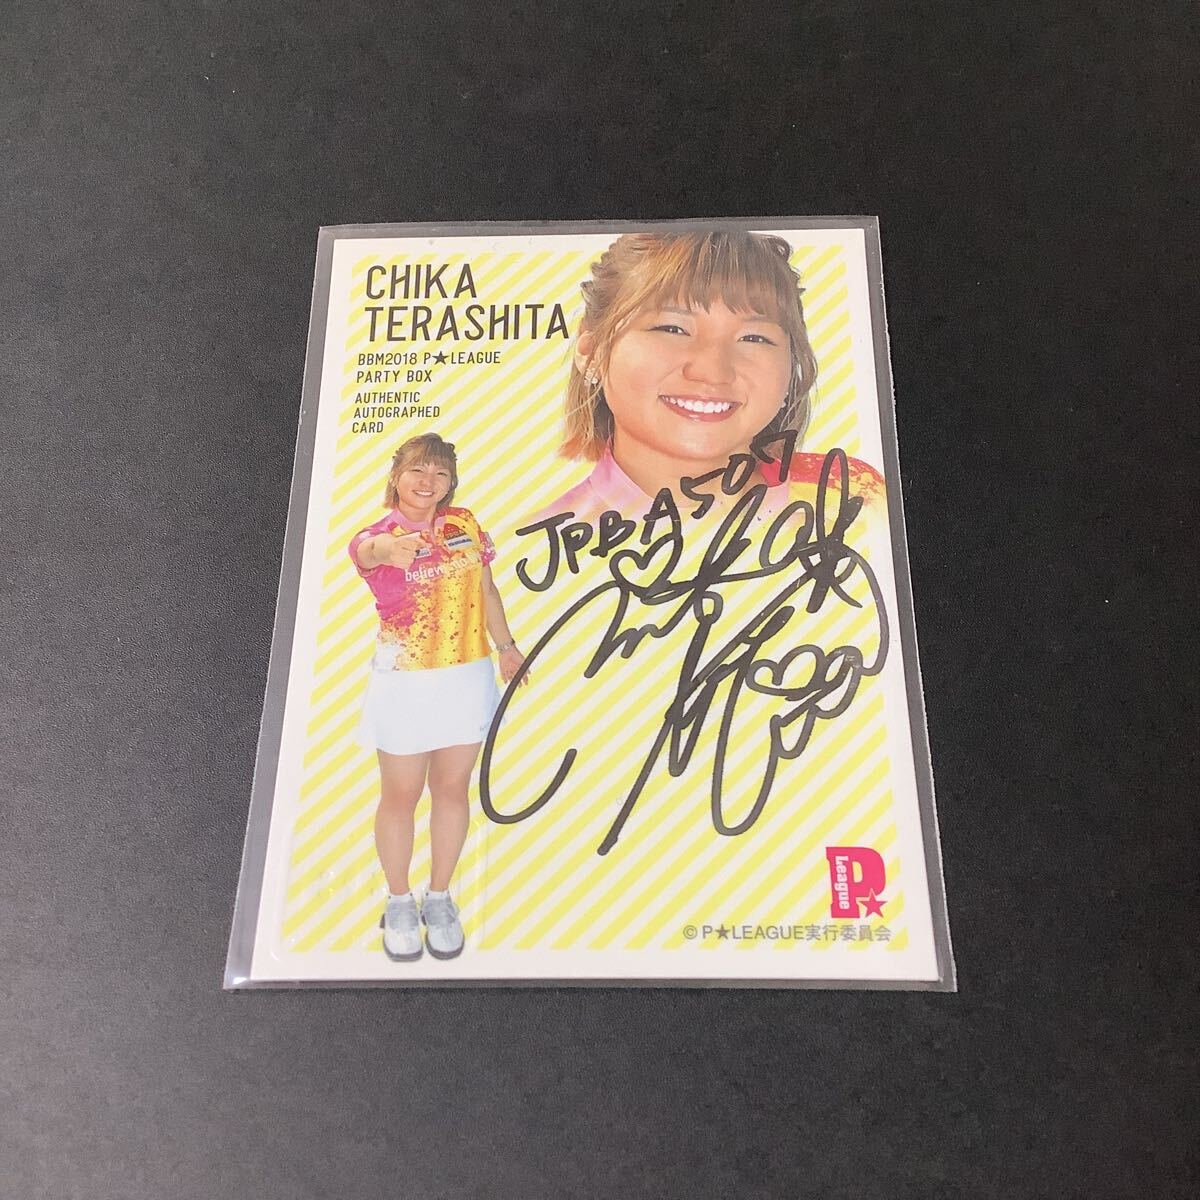 CHIKA
TERASHITA
BBM2018 P★LEAGUE
PARTY BOX
AUTHENTIC
AUTOGRAPHED
CARD
JPBA507
believe
League
P★
© P★LEAGUE実行委員会